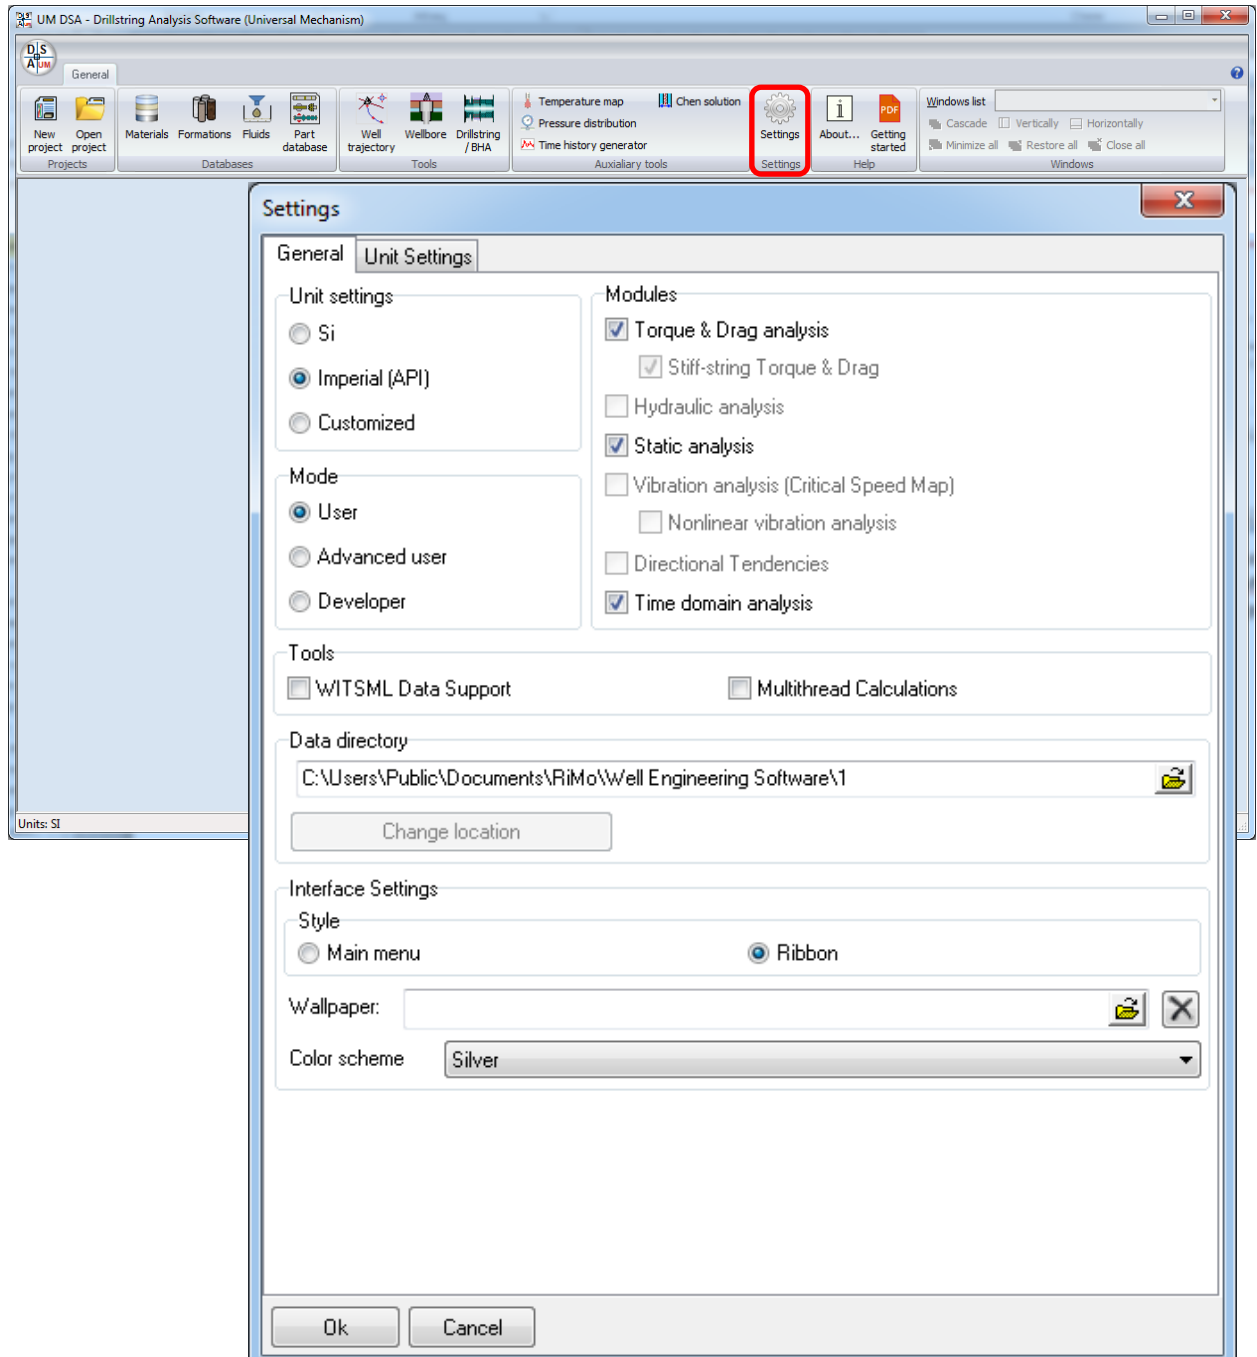 UM DSA - Drillstring Analysis Software (Universal Mechanism)
D S A UM
General
New project
Open project
Projects
Materials
Formations
Fluids
Part database
Databases
Well trajectory
Wellbore
Drillstring / BHA
Tools
Temperature map
Chen solution
Pressure distribution
Time history generator
Auxialiary tools
Settings
Settings
About...
PDF
Getting started
Help
Windows list
Cascade
Vertically
Horizontally
Minimize all
Restore all
Close all
Windows
Settings
General
Unit Settings
Unit settings
Si
Imperial (API)
Customized
Mode
User
Advanced user
Developer
Modules
Torque & Drag analysis
Stiff-string Torque & Drag
Hydraulic analysis
Static analysis
Vibration analysis (Critical Speed Map)
Nonlinear vibration analysis
Directional Tendencies
Time domain analysis
Tools
WITSML Data Support
Multithread Calculations
Data directory
C:\Users\Public\Documents\RiMo\Well Engineering Software\1
Change location
Interface Settings
Style
Main menu
Ribbon
Wallpaper:
Color scheme
Silver
Ok
Cancel
Units: SI